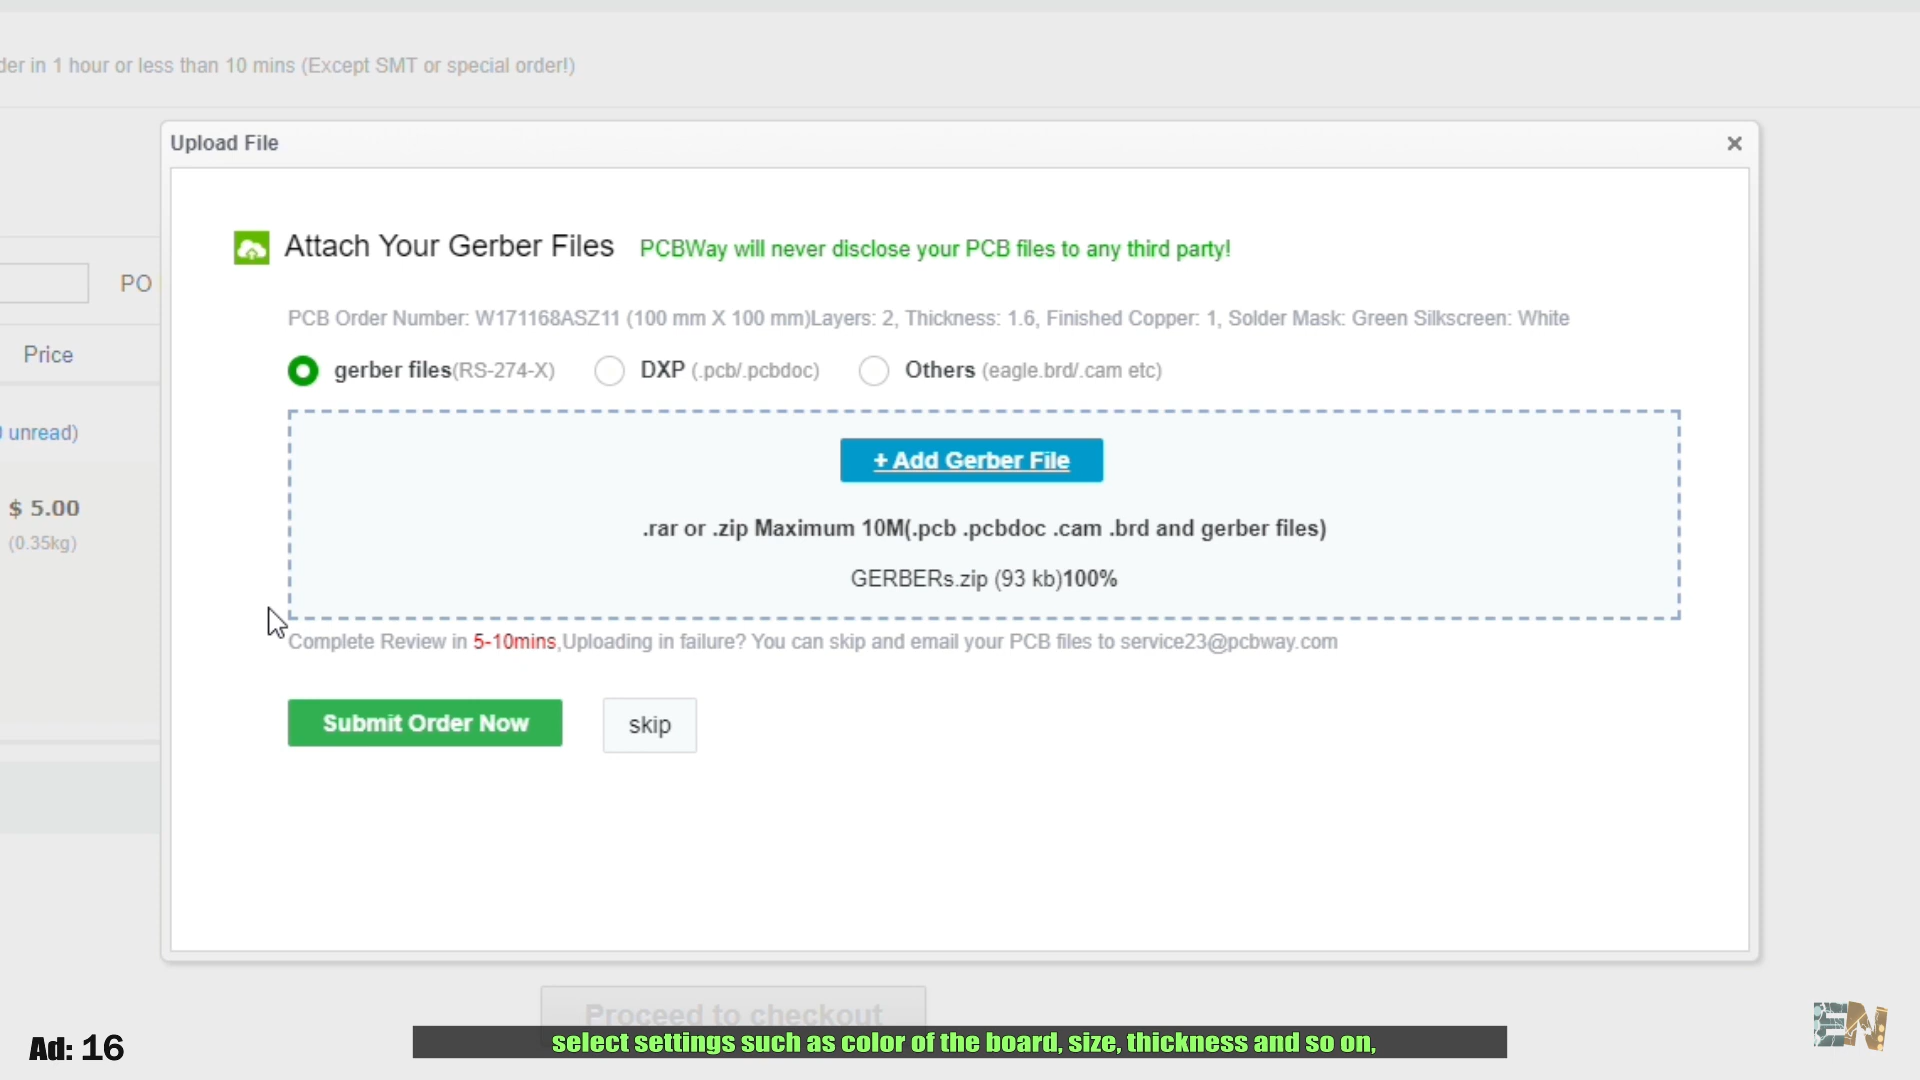 der in 1 hour or less than 10 mins (Except SMT or special order!)
Upload File
Attach Your Gerber Files PCBWay will never disclose your PCB files to any third party!
PO
PCB Order Number: W171168ASZ11 (100 mm X 100 mm)Layers: 2, Thickness: 1.6, Finished Copper: 1, Solder Mask: Green Silkscreen: White
Price
gerber files(RS-274-X) DXP (.pcb/.pcbdoc) Others (eagle.brd/.cam etc)
unread)
+ Add Gerber File
$ 5.00
(0.35kg)
.rar or .zip Maximum 10M(.pcb .pcbdoc .cam .brd and gerber files)
GERBERs.zip (93 kb)100%
Complete Review in 5-10mins,Uploading in failure? You can skip and email your PCB files to service23@pcbway.com
Submit Order Now skip
Proceed to checkout
select settings such as color of the board, size, thickness and so on,
Ad: 16
EN